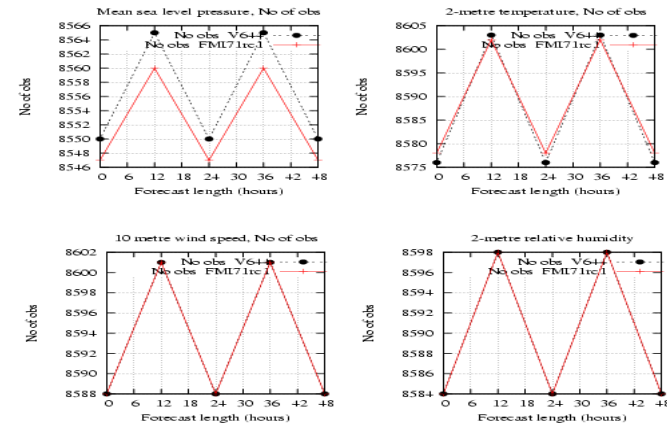 Mean sea level pressure, No of obs
No obs V64
No obs FMI71rc1
No of obs
8566
8564
8562
8560
8558
8556
8554
8552
8550
8548
8546
0 6 12 18 24 30 36 42 48
Forecast length (hours)
2-metre temperature, No of obs
No obs
No obs FMI71rc1
No of obs
8605
8600
8595
8590
8585
8580
8575
0 6 12 18 24 30 36 42 48
Forecast length (hours)
10 metre wind speed, No of obs
No obs
No obs FMI71rc1
No of obs
8602
8600
8598
8596
8594
8592
8590
8588
0 6 12 18 24 30 36 42 48
Forecast length (hours)
2-metre relative humidity
No obs
No obs FMI71rc1
No of obs
8598
8596
8594
8592
8590
8588
8586
8584
0 6 12 18 24 30 36 42 48
Forecast length (hours)